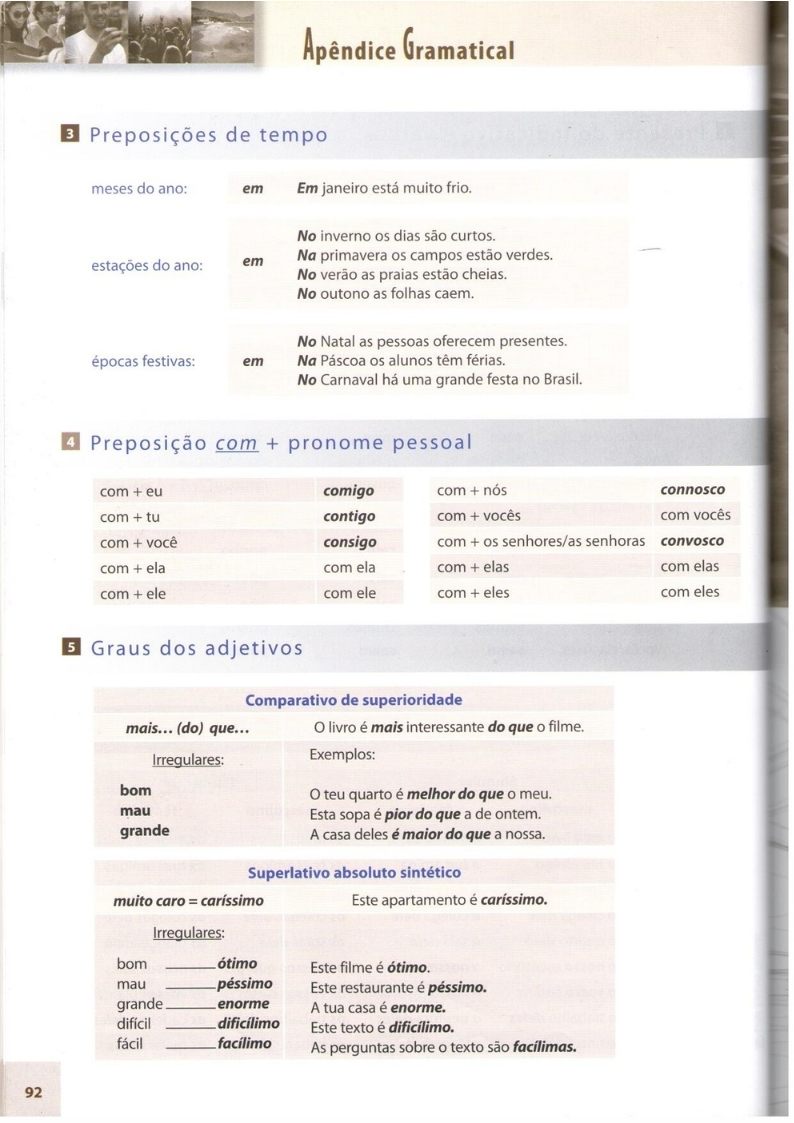 Apêndice Gramatical
3 Preposições de tempo
meses do ano: em Em janeiro está muito frio.
No inverno os dias são curtos.
Na primavera os campos estão verdes.
estações do ano: em
No verão as praias estão cheias.
No outono as folhas caem.
No Natal as pessoas oferecem presentes.
épocas festivas: em Na Páscoa os alunos têm férias.
No Carnaval há uma grande festa no Brasil.
4 Preposição com + pronome pessoal
com + eu comigo com + nós connosco
com + tu contigo com + vocês com vocês
com + você consigo com + os senhores/as senhoras convosco
com + ela com ela com + elas com elas
com + ele com ele com + eles com eles
5 Graus dos adjetivos
Comparativo de superioridade
mais... (do) que... O livro é mais interessante do que o filme.
Irregulares: Exemplos:
bom O teu quarto é melhor do que o meu.
mau Esta sopa é pior do que a de ontem.
grande A casa deles é maior do que a nossa.
Superlativo absoluto sintético
muito caro = caríssimo Este apartamento é caríssimo.
Irregulares:
bom ______ótimo Este filme é ótimo.
mau ______péssimo Este restaurante é péssimo.
grande______enorme A tua casa é enorme.
difícil ______dificílimo Este texto é dificílimo.
fácil ______facílimo As perguntas sobre o texto são facílimas.
92